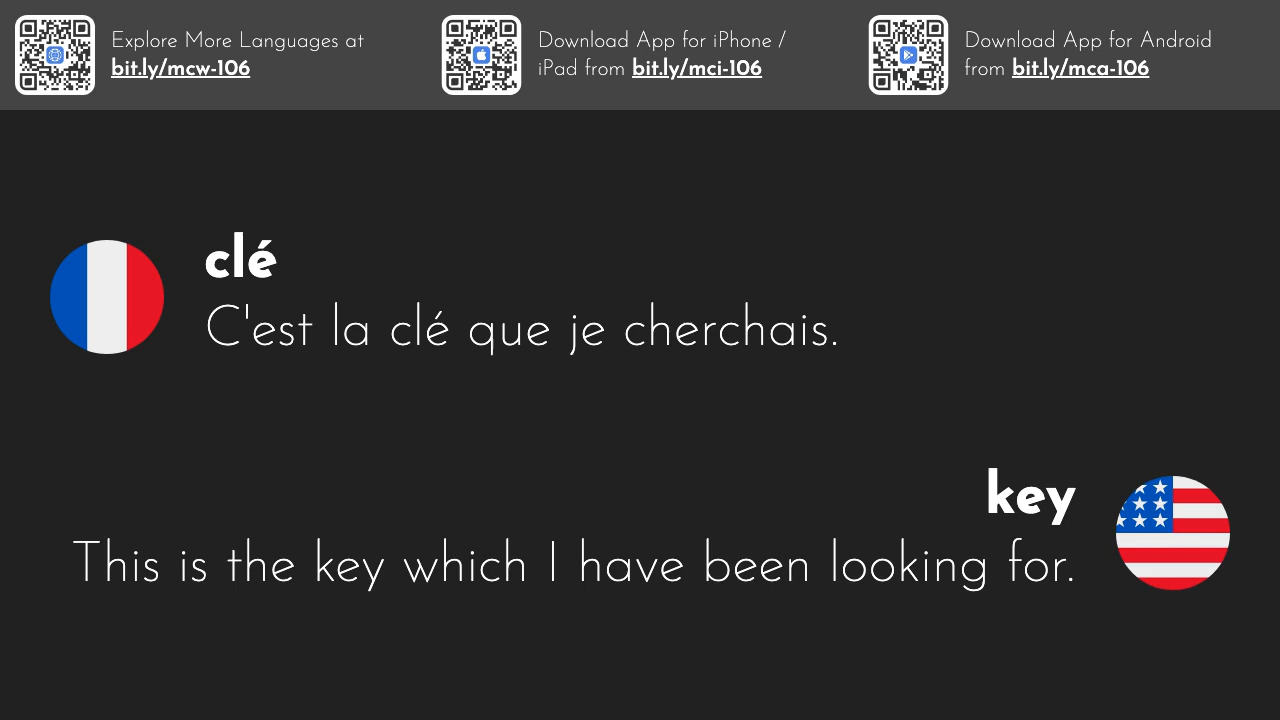 Explore More Languages at
bit.ly/mcw-106
Download App for iPhone /
iPad from bit.ly/mci-106
Download App for Android
from bit.ly/mca-106
clé
C'est la clé que je cherchais.
key
This is the key which I have been looking for.